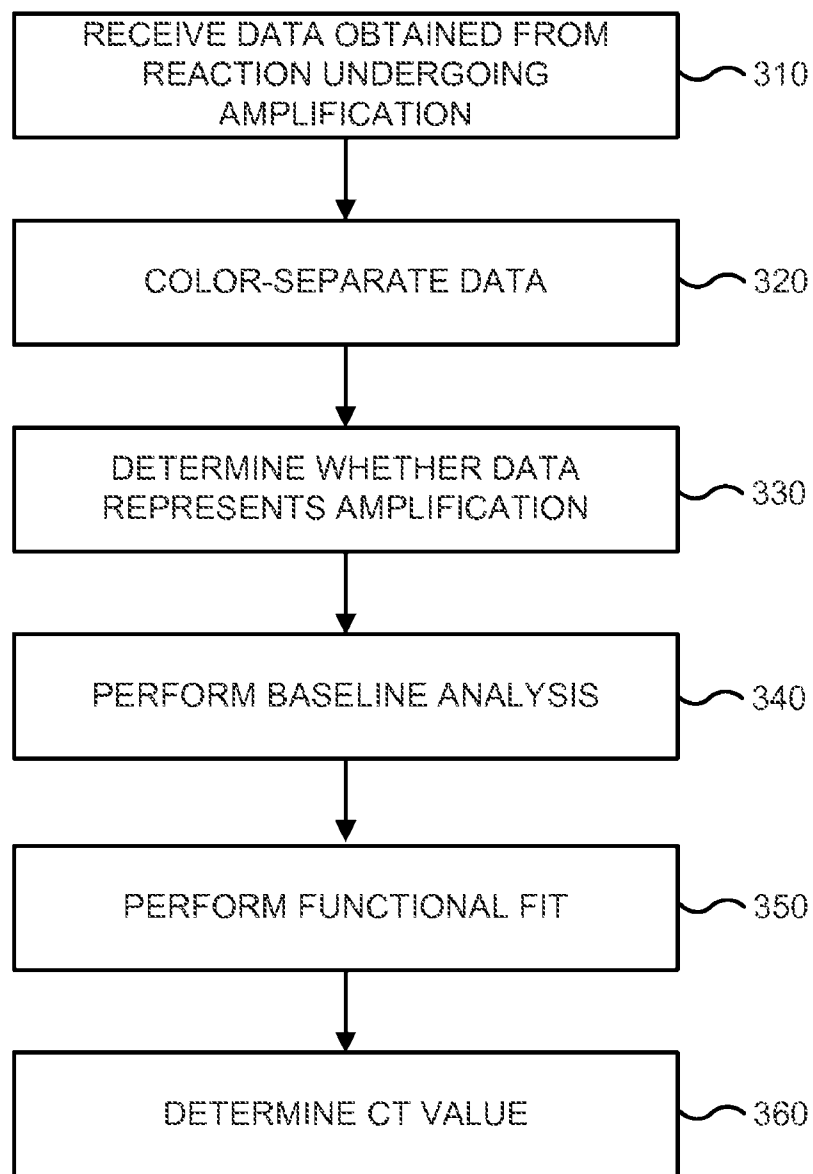 RECEIVE DATA OBTAINED FROM
REACTION UNDERGOING
AMPLIFICATION
310
COLOR-SEPARATE DATA
320
DETERMINE WHETHER DATA
REPRESENTS AMPLIFICATION
330
PERFORM BASELINE ANALYSIS
340
PERFORM FUNCTIONAL FIT
350
DETERMINE CT VALUE
360